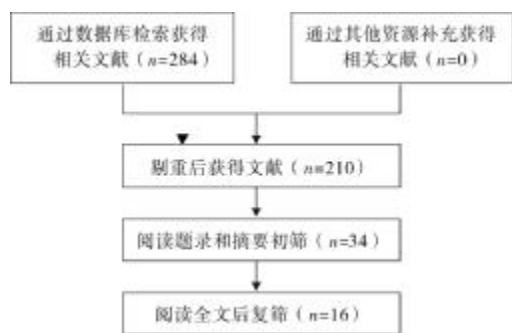 通过数据库检索获得
相关文献（n=284）
通过其他资源补充获得
相关文献（n=0）
剔重后获得文献（n=210）
阅读题录和摘要初筛（n=34）
阅读全文后复筛（n=16）